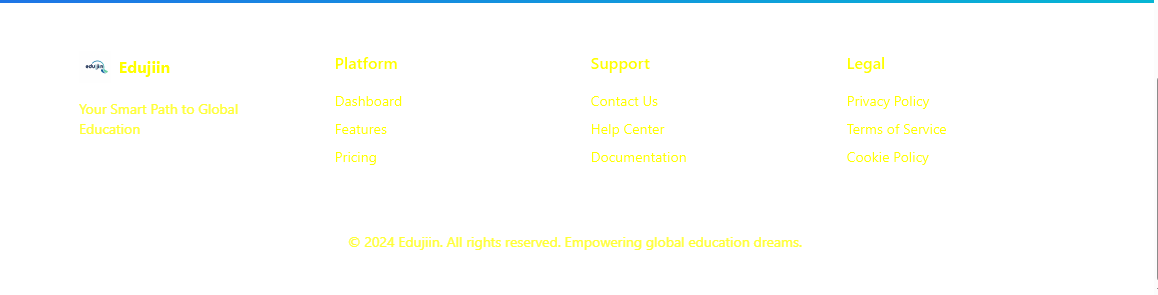 edujiin
Edujiin
Your Smart Path to Global
Education
Platform
Dashboard
Features
Pricing
Support
Contact Us
Help Center
Documentation
Legal
Privacy Policy
Terms of Service
Cookie Policy
© 2024 Edujiin. All rights reserved. Empowering global education dreams.